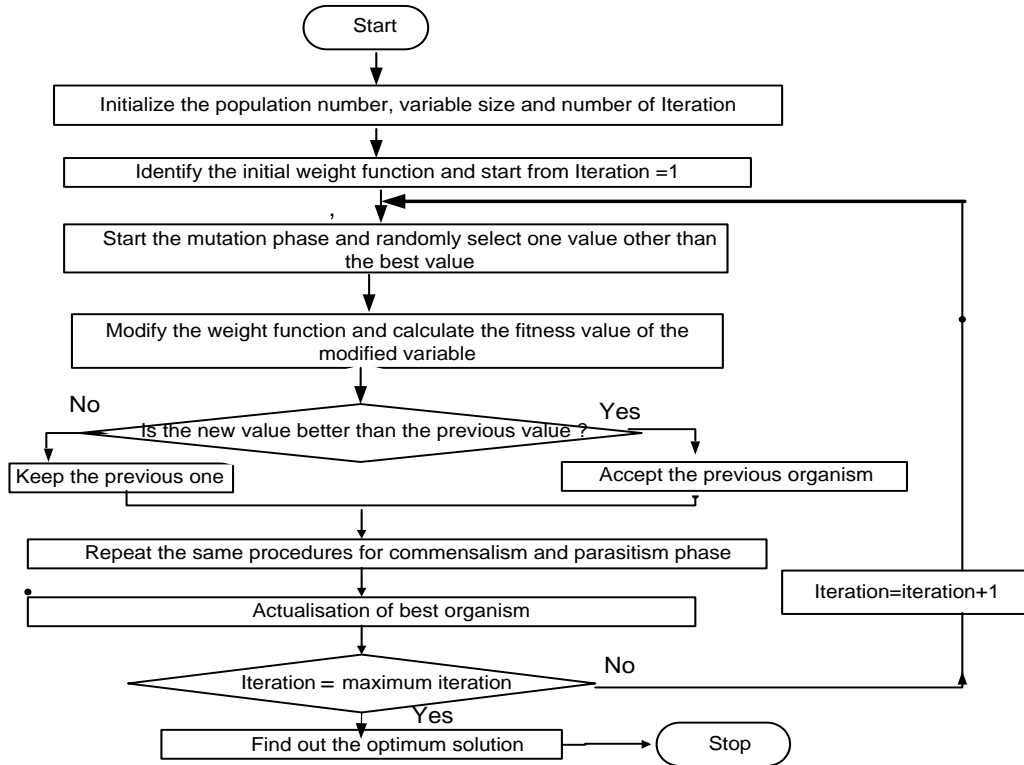 Start
Initialize the population number, variable size and number of Iteration
Identify the initial weight function and start from Iteration =1
,
Start the mutation phase and randomly select one value other than
the best value
Modify the weight function and calculate the fitness value of the
modified variable
No
Yes
Is the new value better than the previous value ?
Keep the previous one
Accept the previous organism
Repeat the same procedures for commensalism and parasitism phase
Iteration=iteration+1
Actualisation of best organism
Iteration = maximum iteration
No
Yes
Find out the optimum solution
Stop